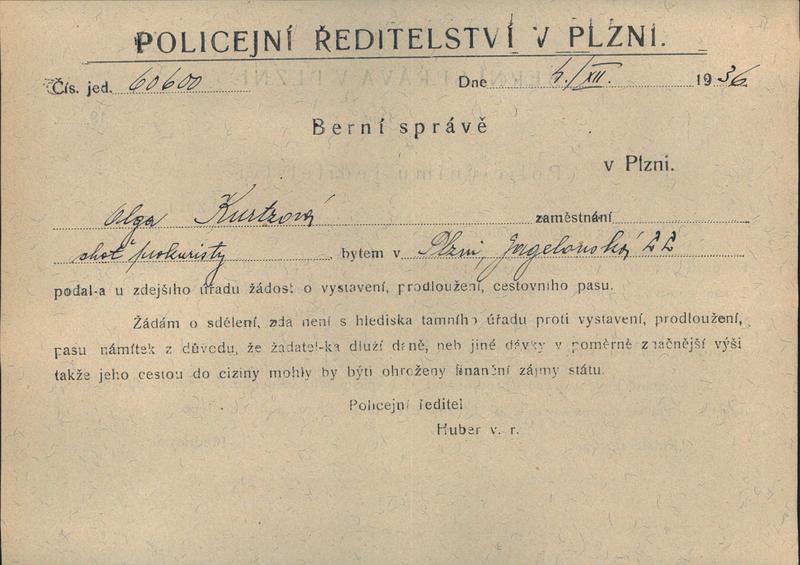 POLICEJNÍ ŘEDITELSTVÍ V PLZNI.
Čís. jed. 60600 Dne 4./XII. 1936
Berní správě
v Plzni.
Olga Kurtzová zaměstnání
choť prokuristy bytem v Plzni, Jagelonská 22
podal-a u zdejšího úřadu žádost o vystavení, prodloužení, cestovního pasu.
Žádám o sdělení, zda není s hlediska tamního úřadu proti vystavení, prodloužení,
pasu námitek z důvodu, že žadatel-ka dluží daně, neb jiné dávky v poměrně značnější výši
takže jeho cestou do ciziny mohly by býti ohroženy finanční zájmy státu.
Policejní ředitel
Huber v. r.